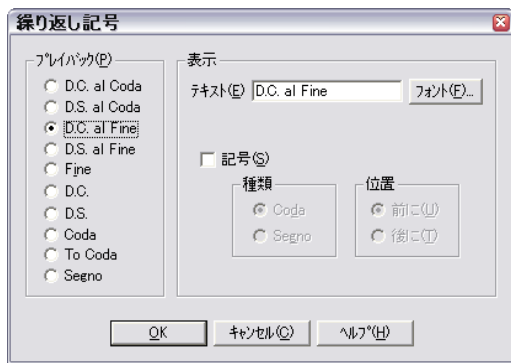 繰り返し記号
プレイバック(P)
D.C. al Coda
D.S. al Coda
D.C. al Fine
D.S. al Fine
Fine
D.C.
D.S.
Coda
To Coda
Segno
表示
テキスト(E) D.C. al Fine フォント(F)...
記号(S)
種類
Coda
Segno
位置
前に(U)
後に(T)
OK キャンセル(C) ヘルプ(H)